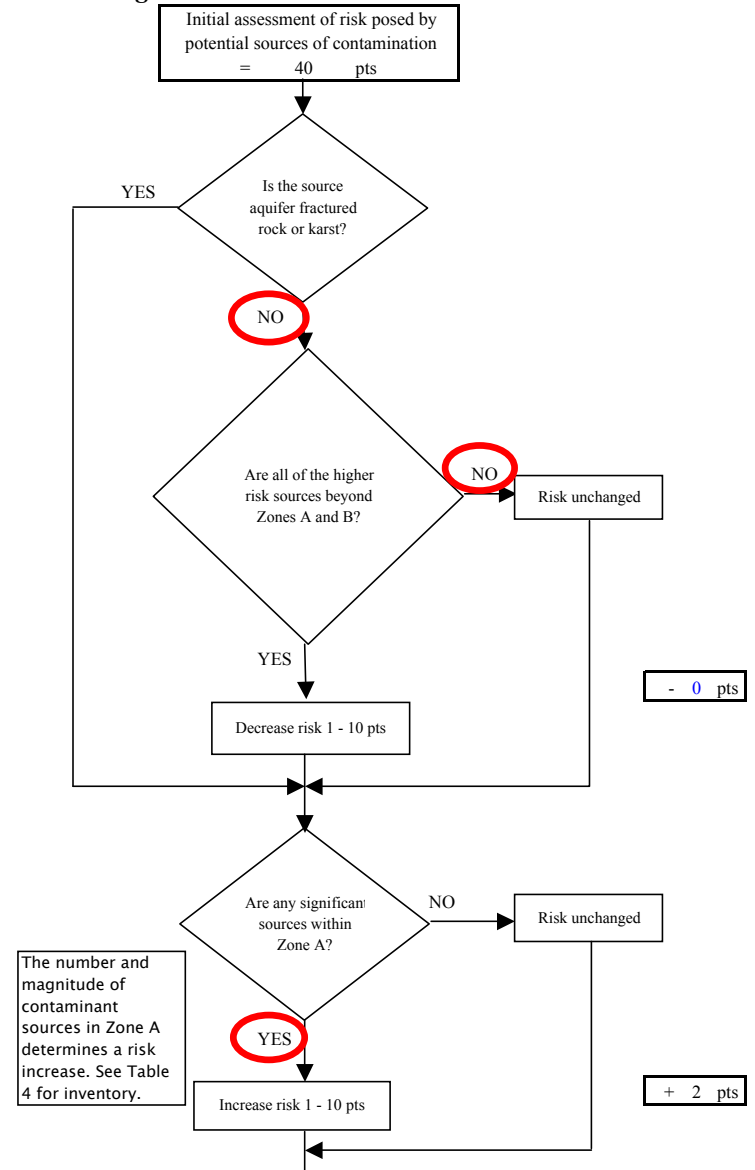 Initial assessment of risk posed by
potential sources of contamination
= 40 pts
YES
Is the source
aquifer fractured
rock or karst?
NO
Are all of the higher
risk sources beyond
Zones A and B?
NO
Risk unchanged
YES
- 0 pts
Decrease risk 1 - 10 pts
Are any significant
sources within
Zone A?
NO
Risk unchanged
The number and
magnitude of
contaminant
sources in Zone A
determines a risk
increase. See Table
4 for inventory.
YES
Increase risk 1 - 10 pts
+ 2 pts